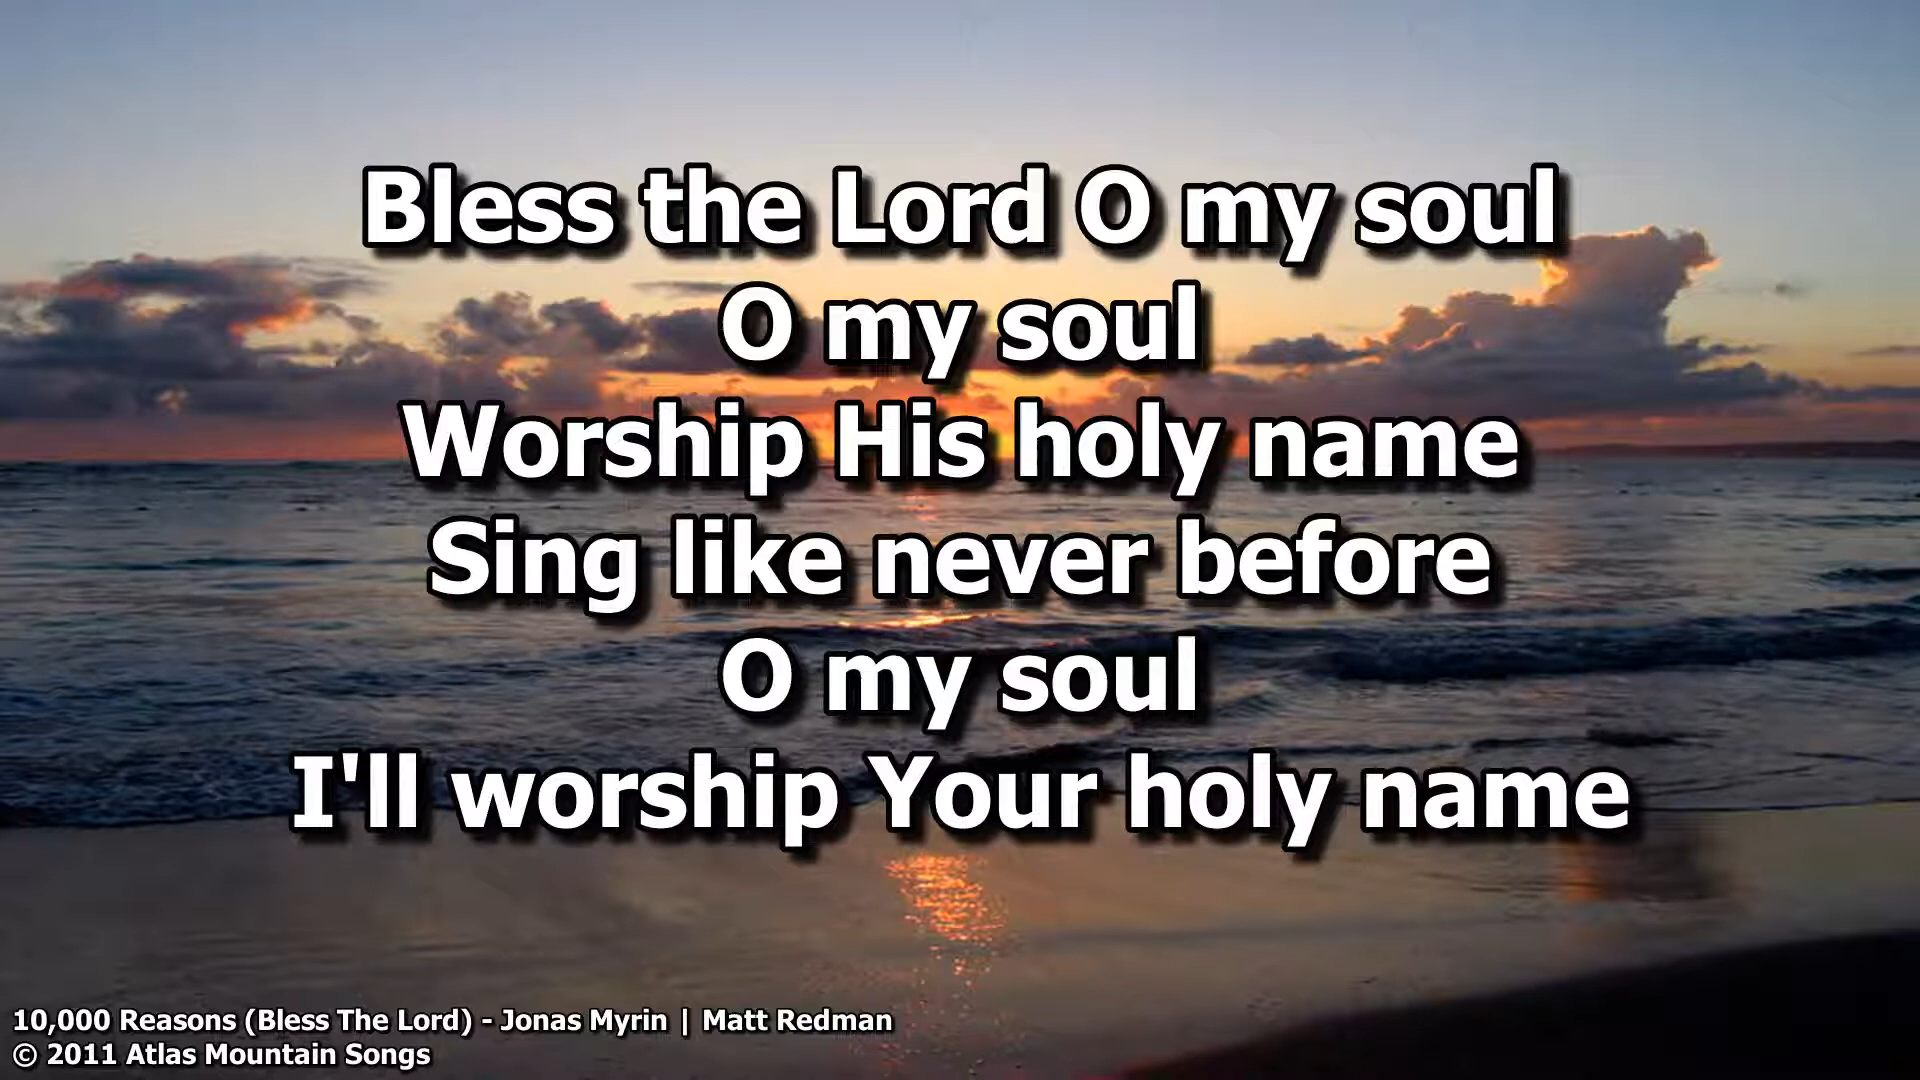 Bless the Lord O my soul
O my soul
Worship His holy name
Sing like never before
O my soul
I'll worship Your holy name
10,000 Reasons (Bless The Lord) - Jonas Myrin | Matt Redman
© 2011 Atlas Mountain Songs